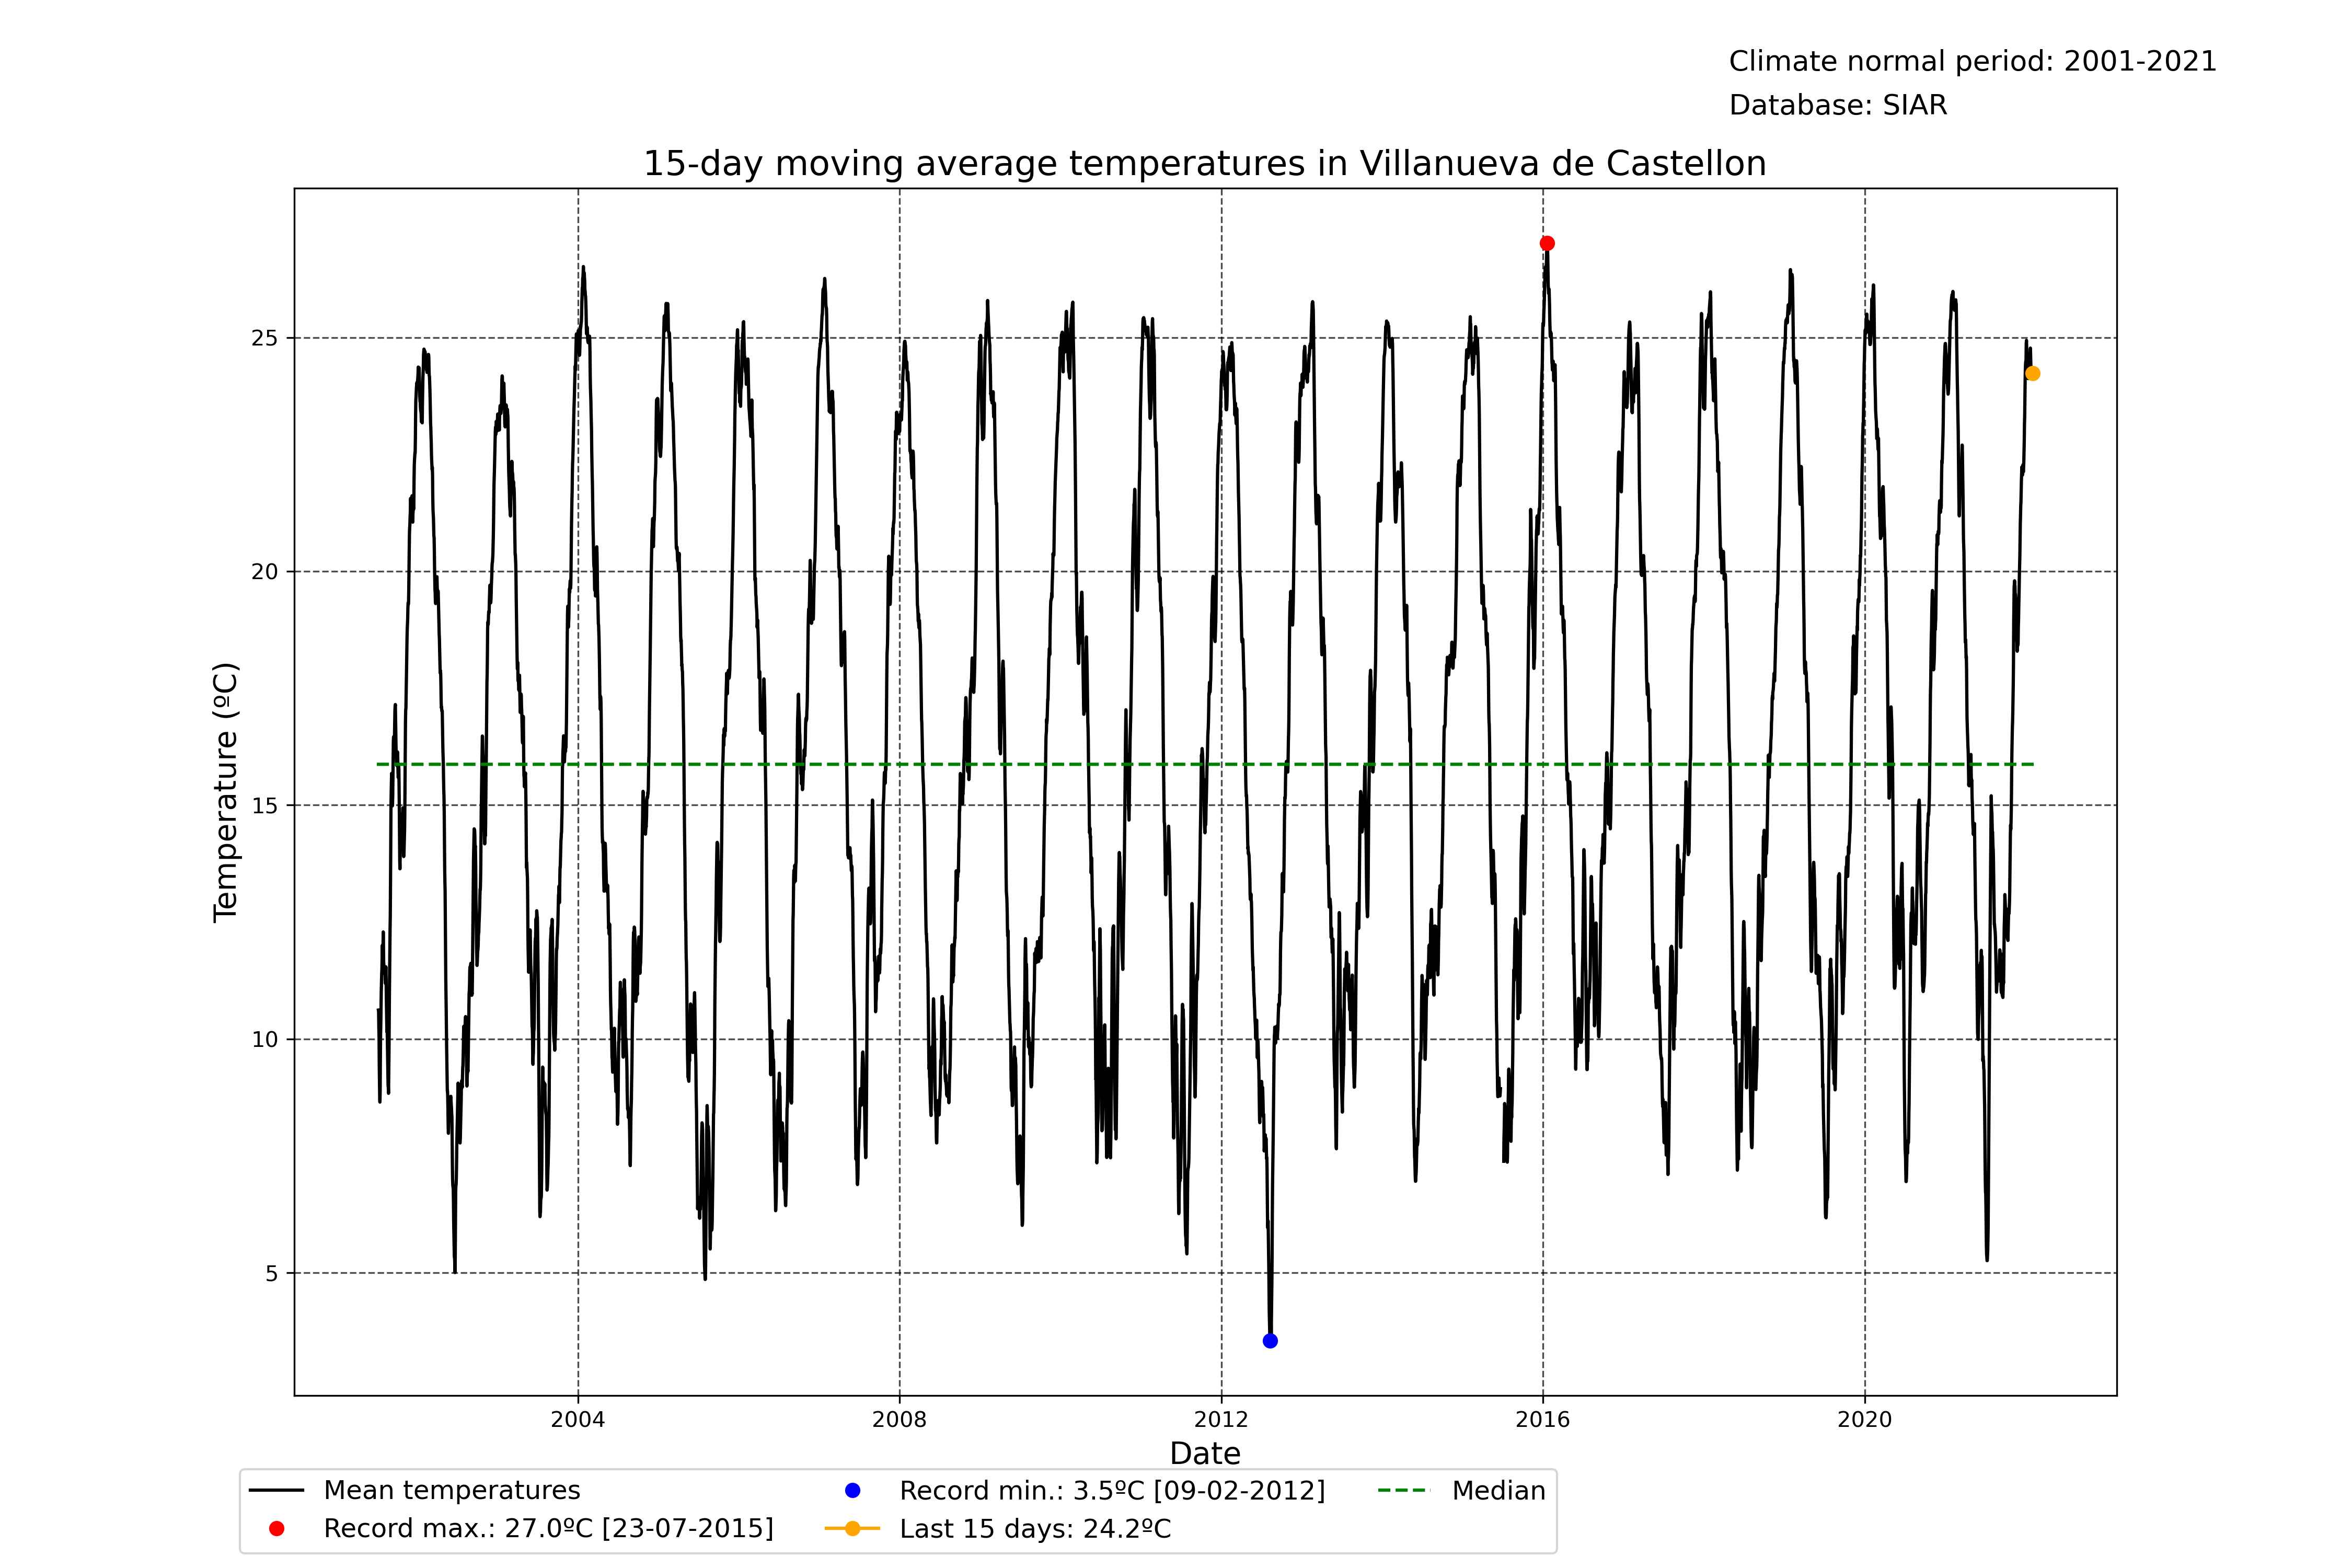 Climate normal period: 2001-2021
Database: SIAR
15-day moving average temperatures in Villanueva de Castellon
25
20
15
10
5
Temperature (ºC)
2004 2008 2012 2016 2020
Date
Mean temperatures
Record max.: 27.0ºC [23-07-2015]
Record min.: 3.5ºC [09-02-2012]
Last 15 days: 24.2ºC
Median